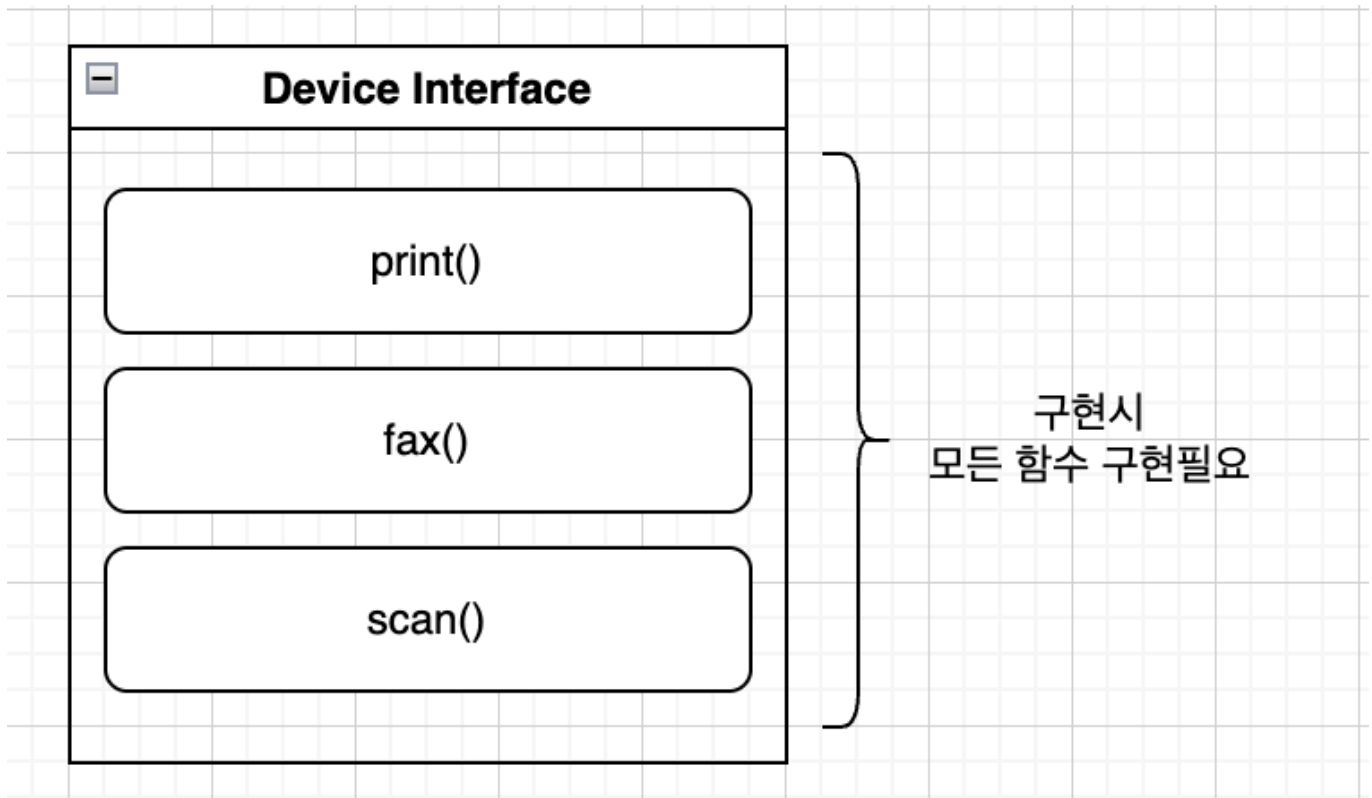 Device Interface
print()
fax()
scan()
구현시
모든 함수 구현필요